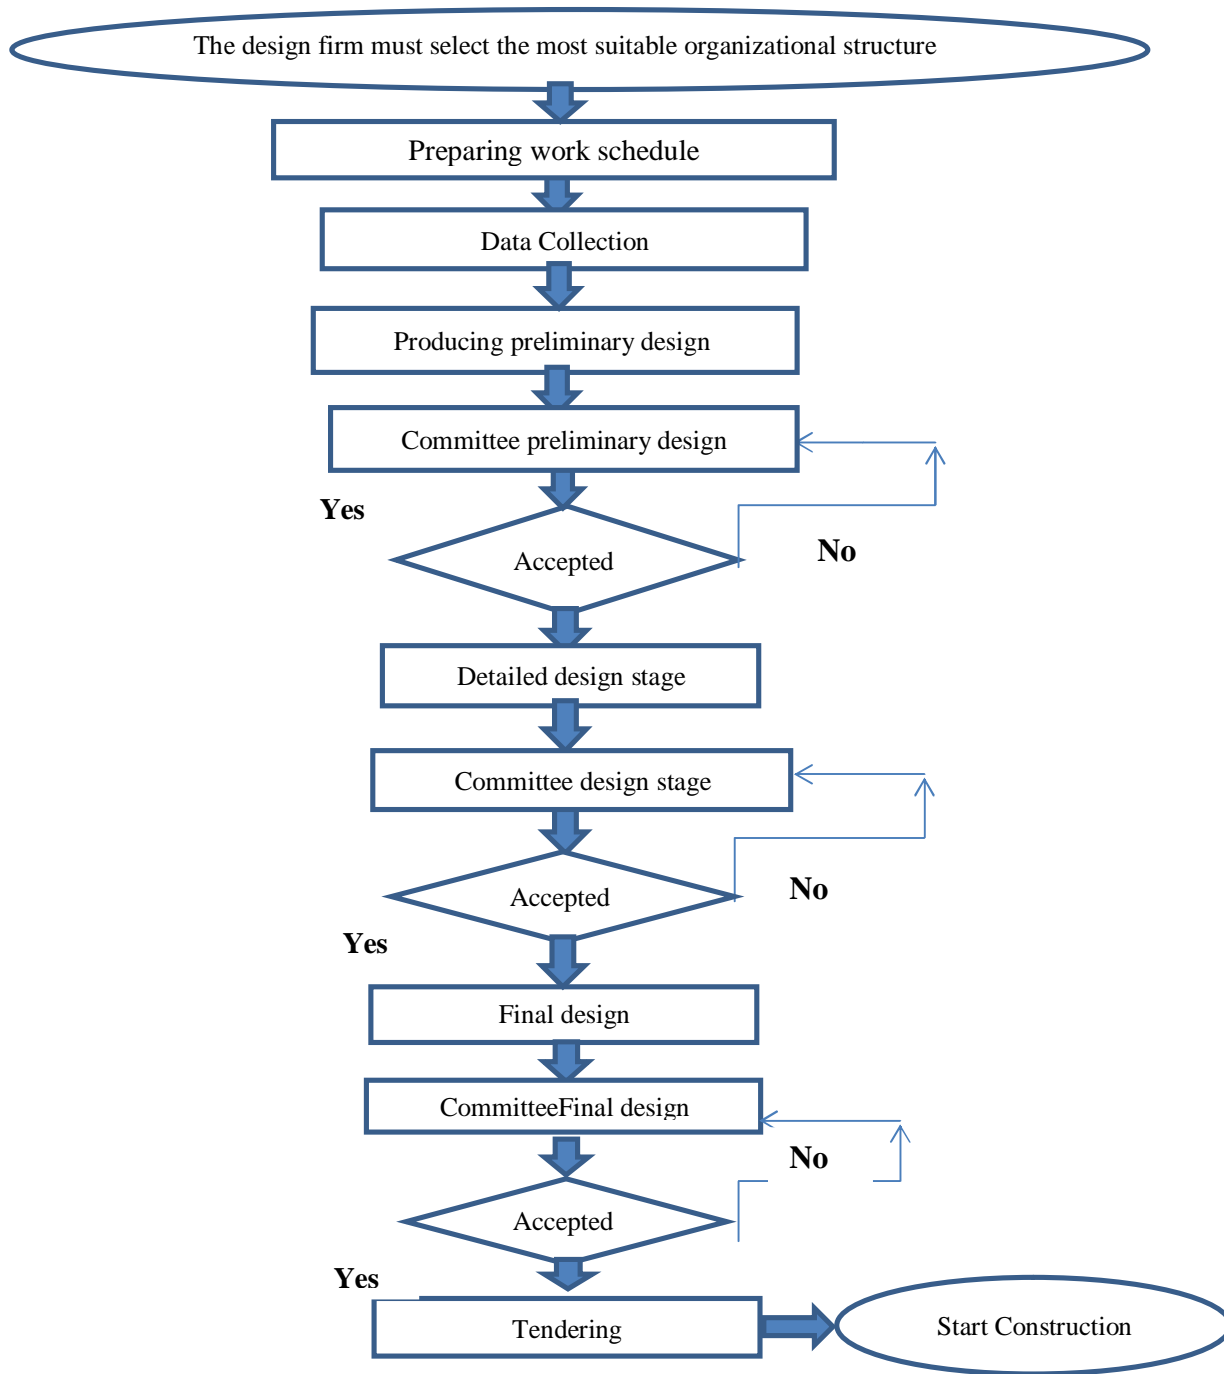 The design firm must select the most suitable organizational structure
Preparing work schedule
Data Collection
Producing preliminary design
Committee preliminary design
Yes
Accepted
No
Detailed design stage
Committee design stage
Accepted
No
Yes
Final design
CommitteeFinal design
No
Accepted
Yes
Tendering
Start Construction